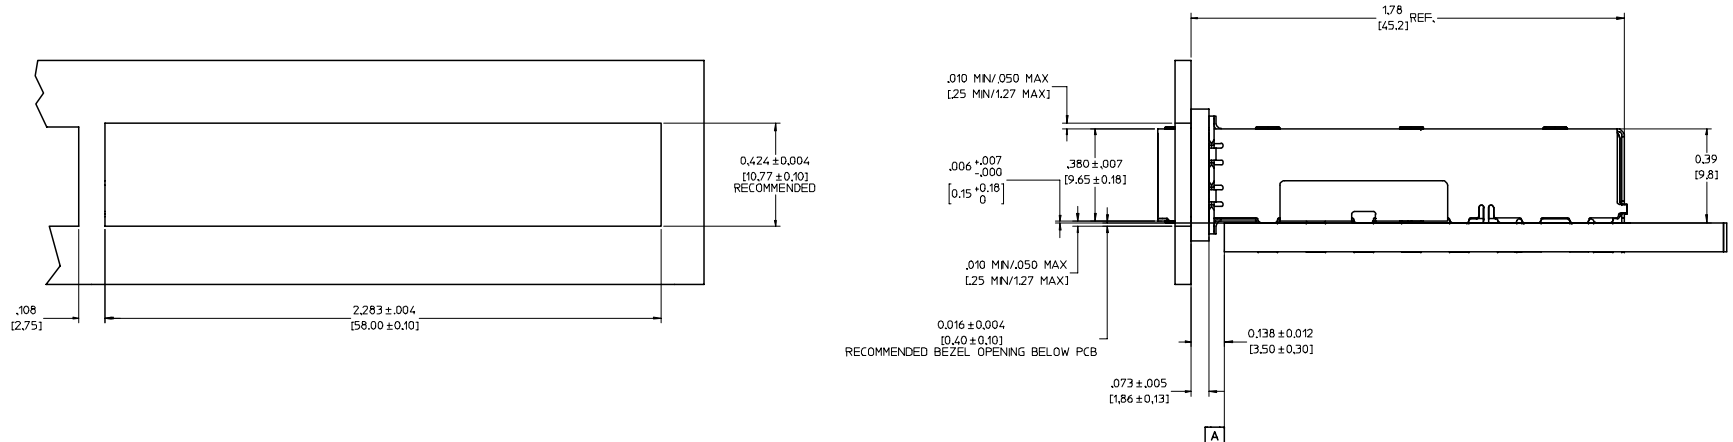 1.78
[45.2] REF.
.010 MIN/.050 MAX
[.25 MIN/1.27 MAX]
0.424 ±0.004
[10.77 ±0.10]
RECOMMENDED
.006 +.007
-.000
[0.15 +0.18
0]
.380±.007
[9.65 ±0.18]
0.39
[9.8]
.010 MIN/.050 MAX
[.25 MIN/1.27 MAX]
.108
[2.75]
2.283 ±.004
[58.00 ±0.10]
0.016 ±0.004
[0.40 ±0.10]
RECOMMENDED BEZEL OPENING BELOW PCB
0.138 ±0.012
[3.50 ±0.30]
.073 ±.005
[1.86 ±0.13]
A